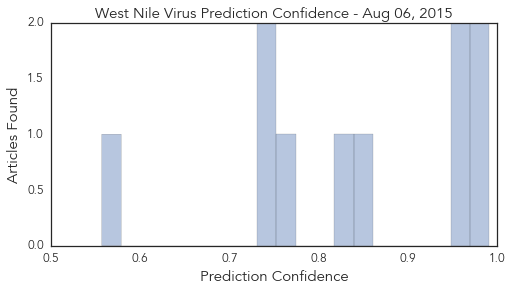 West Nile Virus Prediction Confidence - Aug 06, 2015
2.0
1.5
1.0
0.5
0.0
Articles Found
0.5 0.6 0.7 0.8 0.9 1.0
Prediction Confidence